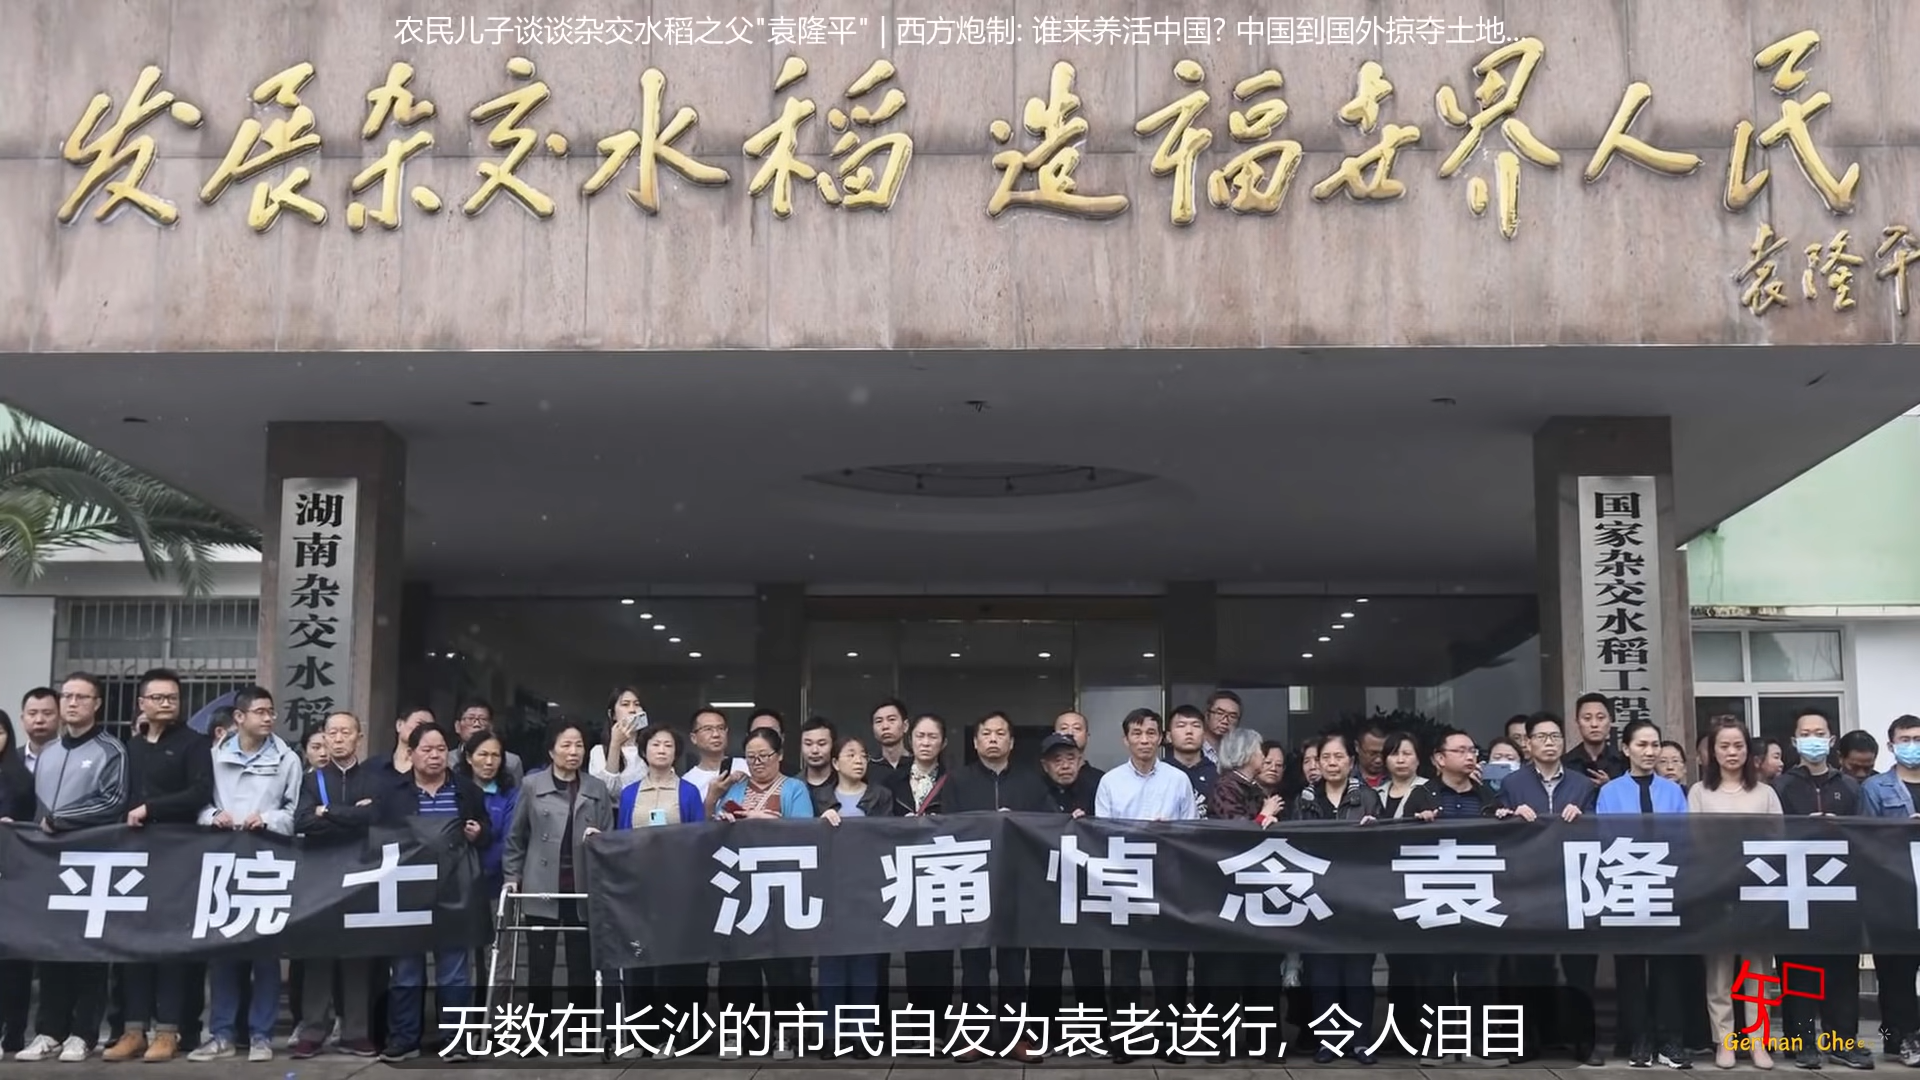 农民儿子谈谈杂交水稻之父"袁隆平" | 西方炮制: 谁来养活中国? 中国到国外掠夺土地...
发展杂交水稻 造福世界人民
袁隆平
湖南杂交水稻
国家杂交水稻工程
平院士 沉痛悼念袁隆平
知
German Chee
无数在长沙的市民自发为袁老送行, 令人泪目